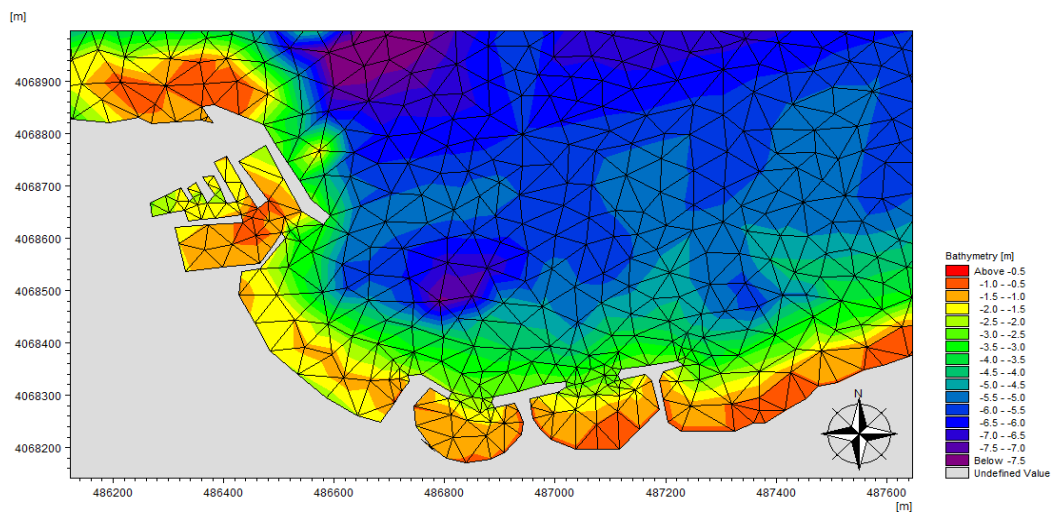 [m]
4068900
4068800
4068700
4068600
4068500
4068400
4068300
4068200
486200 486400 486600 486800 487000 487200 487400 487600
[m]
N
Bathymetry [m]
Above -0.5
-1.0 - -0.5
-1.5 - -1.0
-2.0 - -1.5
-2.5 - -2.0
-3.0 - -2.5
-3.5 - -3.0
-4.0 - -3.5
-4.5 - -4.0
-5.0 - -4.5
-5.5 - -5.0
-6.0 - -5.5
-6.5 - -6.0
-7.0 - -6.5
-7.5 - -7.0
Below -7.5
Undefined Value